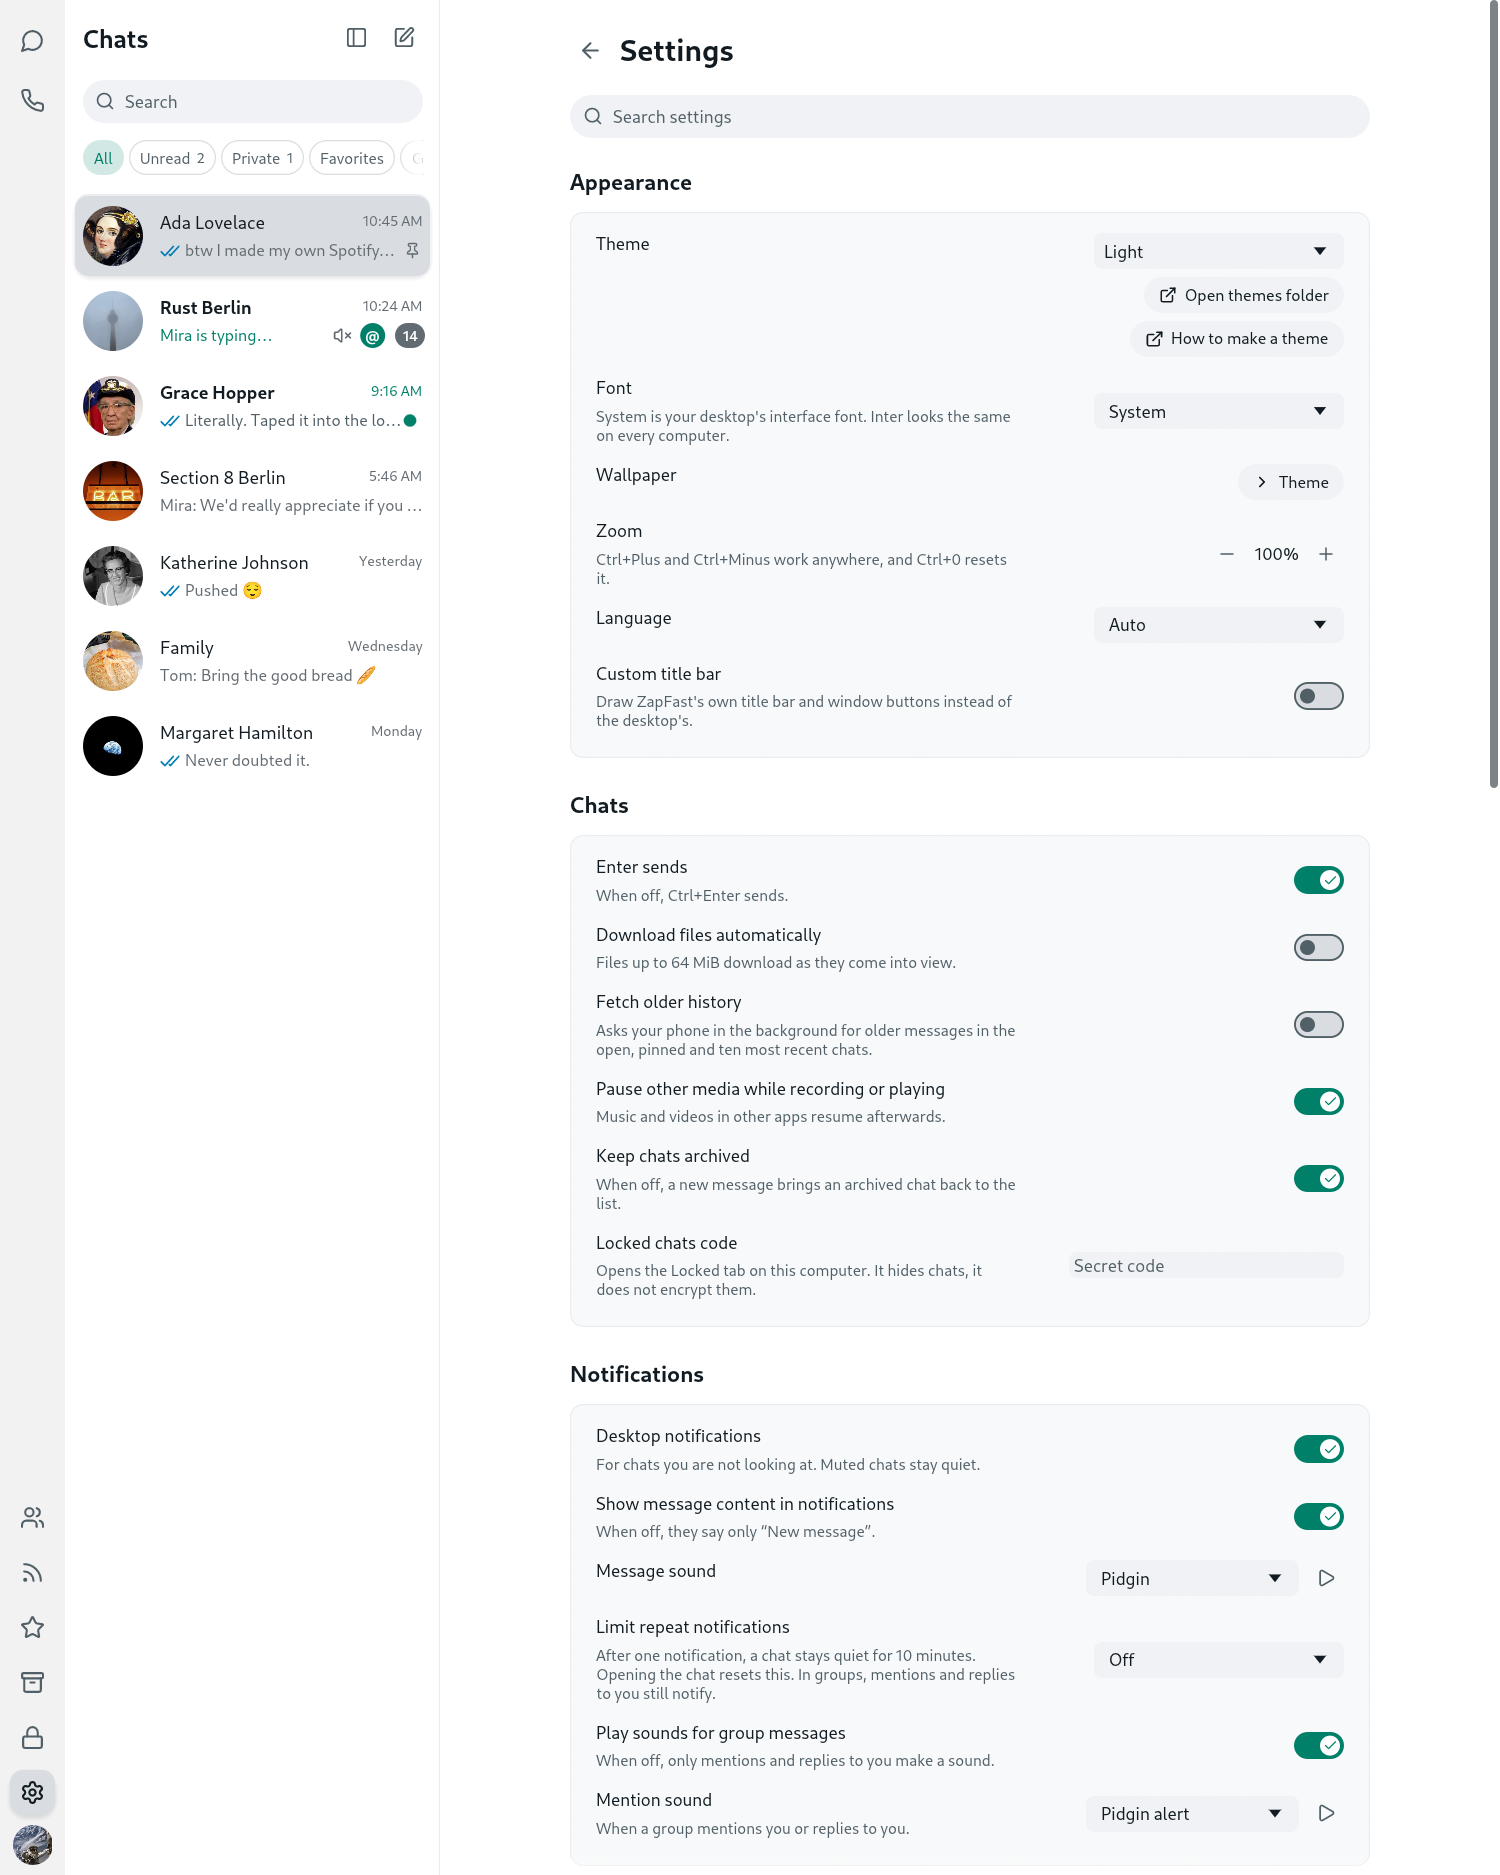 Chats
Search
All
Unread 2
Private 1
Favorites
Ada Lovelace
10:45 AM
btw I made my own Spotify...
Rust Berlin
10:24 AM
Mira is typing...
@
14
Grace Hopper
9:16 AM
Literally. Taped it into the lo...
Section 8 Berlin
5:46 AM
Mira: We'd really appreciate if you ...
BAR
Katherine Johnson
Yesterday
Pushed 😌
Family
Wednesday
Tom: Bring the good bread 🥖
Margaret Hamilton
Monday
Never doubted it.
Settings
Search settings
Appearance
Theme
Light
Open themes folder
How to make a theme
Font
System is your desktop's interface font. Inter looks the same
on every computer.
System
Wallpaper
Theme
Zoom
Ctrl+Plus and Ctrl+Minus work anywhere, and Ctrl+0 resets
it.
100%
Language
Auto
Custom title bar
Draw ZapFast's own title bar and window buttons instead of
the desktop's.
Chats
Enter sends
When off, Ctrl+Enter sends.
Download files automatically
Files up to 64 MiB download as they come into view.
Fetch older history
Asks your phone in the background for older messages in the
open, pinned and ten most recent chats.
Pause other media while recording or playing
Music and videos in other apps resume afterwards.
Keep chats archived
When off, a new message brings an archived chat back to the
list.
Locked chats code
Opens the Locked tab on this computer. It hides chats, it
does not encrypt them.
Secret code
Notifications
Desktop notifications
For chats you are not looking at. Muted chats stay quiet.
Show message content in notifications
When off, they say only “New message”.
Message sound
Pidgin
Limit repeat notifications
After one notification, a chat stays quiet for 10 minutes.
Opening the chat resets this. In groups, mentions and replies
to you still notify.
Off
Play sounds for group messages
When off, only mentions and replies to you make a sound.
Mention sound
When a group mentions you or replies to you.
Pidgin alert